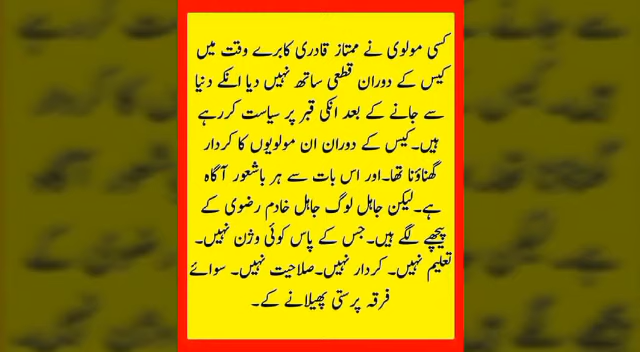 کسی مولوی نے ممتاز قادری کا برے وقت میں
کیس کے دوران قطعی ساتھ نہیں دیا انکے دنیا
سے جانے کے بعد انکی قبر پر سیاست کررہے
ہیں۔کیس کے دوران ان مولویوں کا کردار
گھناؤنا تھا۔اور اس بات سے ہر باشعور آگاہ
ہے۔لیکن جاہل لوگ جاہل خادم رضوی کے
پیچھے لگے ہیں۔جس کے پاس کوئی وژن نہیں۔
تعلیم نہیں۔ کردار نہیں۔صلاحیت نہیں۔ سوائے
فرقہ پرستی پھیلانے کے۔